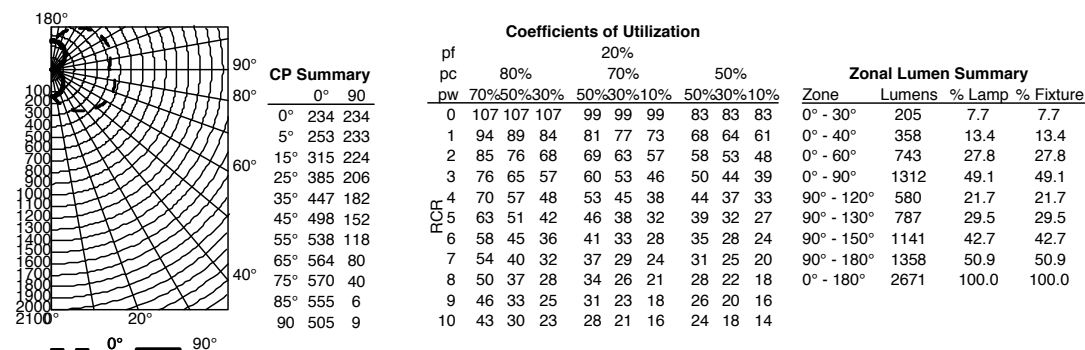 180°
90°
80°
60°
40°
20°
0°
100
200
300
400
500
600
700
800
900
1000
1100
1200
1300
1400
1500
1600
1700
1800
1900
2000
2100
0° 90°
CP Summary
0° 90
0° 234 234
5° 253 233
15° 315 224
25° 385 206
35° 447 182
45° 498 152
55° 538 118
65° 564 80
75° 570 40
85° 555 6
90 505 9
Coefficients of Utilization
pf 20%
pc 80% 70% 50%
pw 70%50%30% 50%30%10% 50%30%10%
RCR
0 107 107 107 99 99 99 83 83 83
1 94 89 84 81 77 73 68 64 61
2 85 76 68 69 63 57 58 53 48
3 76 65 57 60 53 46 50 44 39
4 70 57 48 53 45 38 44 37 33
5 63 51 42 46 38 32 39 32 27
6 58 45 36 41 33 28 35 28 24
7 54 40 32 37 29 24 31 25 20
8 50 37 28 34 26 21 28 22 18
9 46 33 25 31 23 18 26 20 16
10 43 30 23 28 21 16 24 18 14
Zonal Lumen Summary
Zone Lumens % Lamp % Fixture
0° - 30° 205 7.7 7.7
0° - 40° 358 13.4 13.4
0° - 60° 743 27.8 27.8
0° - 90° 1312 49.1 49.1
90° - 120° 580 21.7 21.7
90° - 130° 787 29.5 29.5
90° - 150° 1141 42.7 42.7
90° - 180° 1358 50.9 50.9
0° - 180° 2671 100.0 100.0